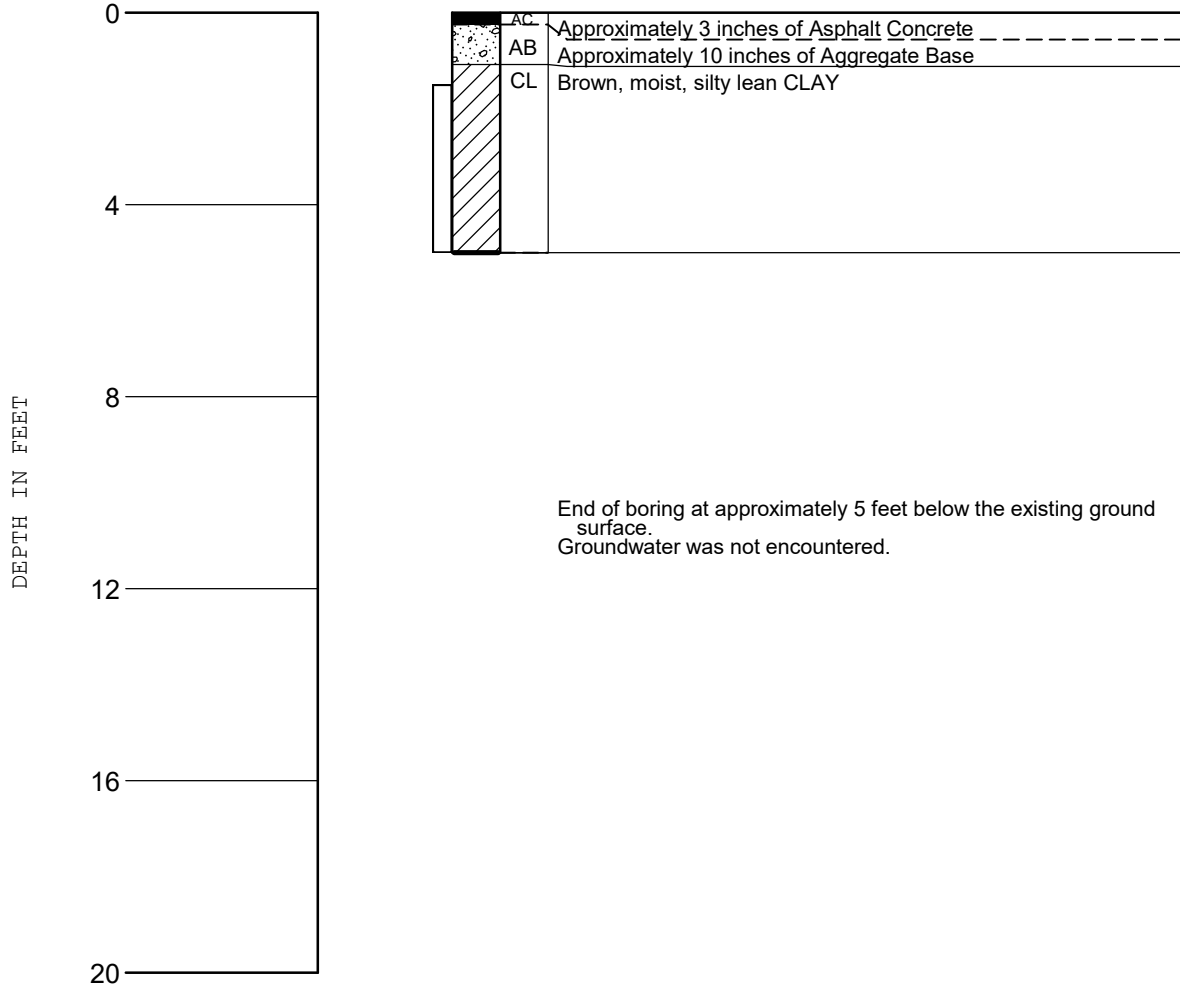 0
AC
Approximately 3 inches of Asphalt Concrete
AB
Approximately 10 inches of Aggregate Base
CL
Brown, moist, silty lean CLAY
4
8
DEPTH IN FEET
End of boring at approximately 5 feet below the existing ground
surface.
Groundwater was not encountered.
12
16
20